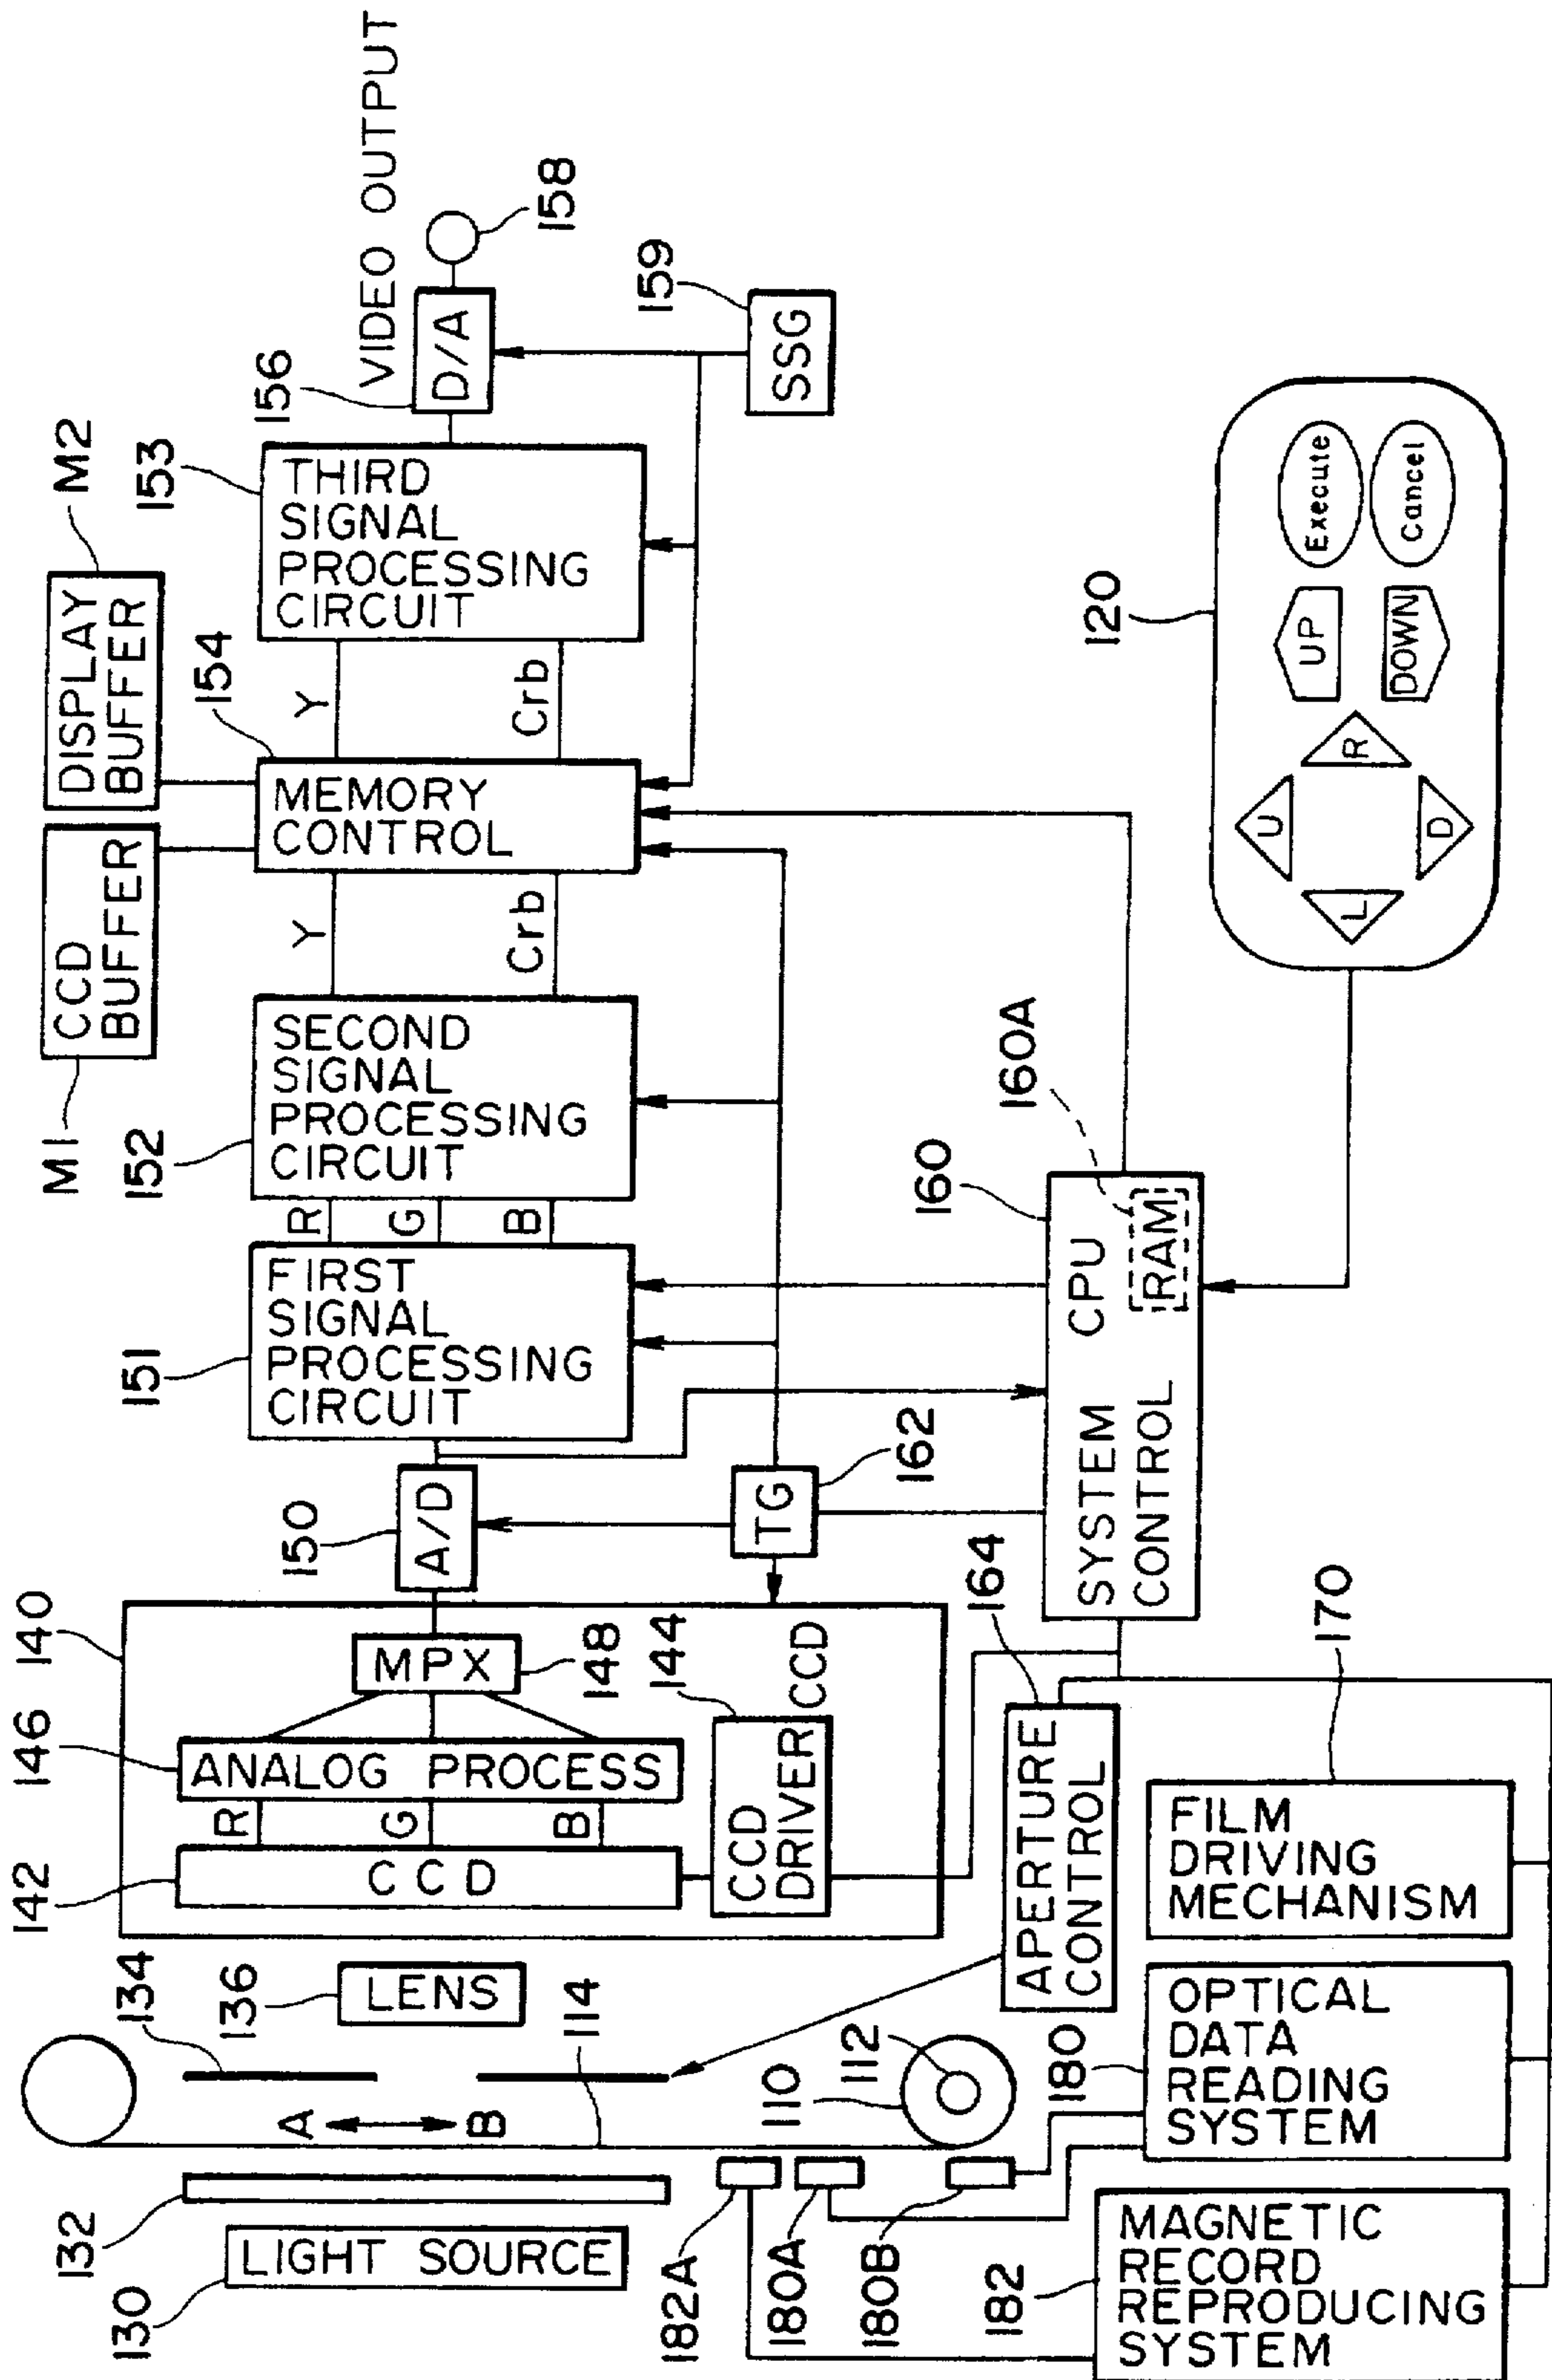 VIDEO OUTPUT
M1
CCD
BUFFER
DISPLAY
BUFFER
M2
140
142
146
150
151
152
154
153
156
158
159
132
134
136
130
LIGHT SOURCE
LENS
A
B
114
110
112
CCD
R
G
B
ANALOG PROCESS
MPX
148
144
CCD
DRIVER
CCD
A/D
FIRST
SIGNAL
PROCESSING
CIRCUIT
R
G
B
SECOND
SIGNAL
PROCESSING
CIRCUIT
Y
Crb
MEMORY
CONTROL
Y
Crb
THIRD
SIGNAL
PROCESSING
CIRCUIT
D/A
SSG
TG
162
164
APERTURE
CONTROL
160
160A
SYSTEM CPU
CONTROL
RAM
120
L
U
D
R
UP
DOWN
Execute
Cancel
182A
180A
180B
182
MAGNETIC
RECORD
REPRODUCING
SYSTEM
180
OPTICAL
DATA
READING
SYSTEM
170
FILM
DRIVING
MECHANISM